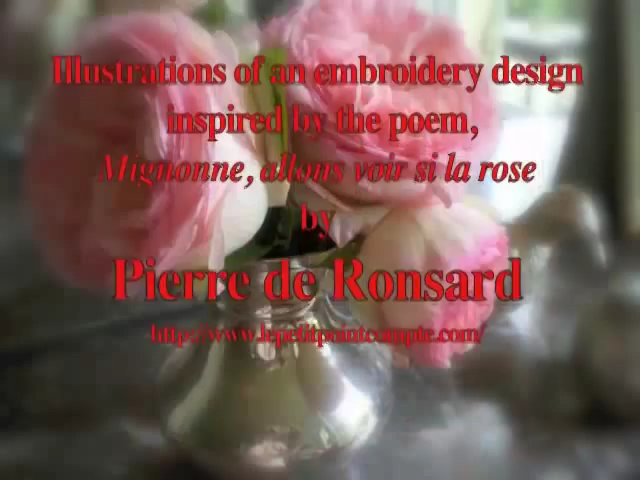 Illustrations of an embroidery design
inspired by the poem,
Mignonne, allons voir si la rose
by
Pierre de Ronsard
http://www.lepetitpointcompte.com/